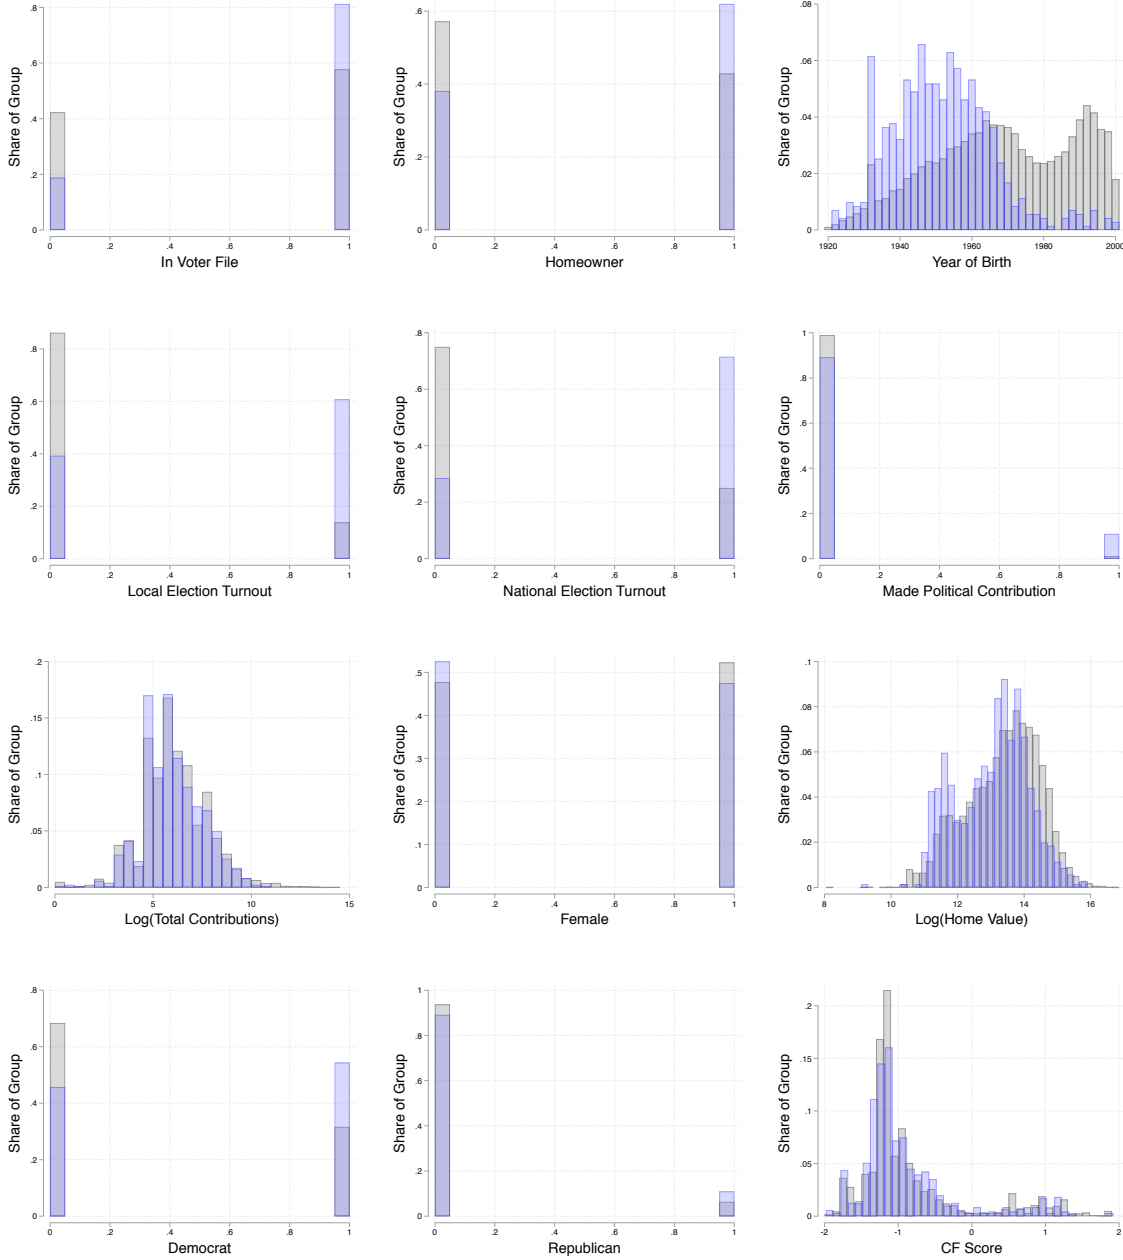 Share of Group
.8
.6
.4
.2
0
0 .2 .4 .6 .8 1
In Voter File
Share of Group
.6
.4
.2
0
0 .2 .4 .6 .8 1
Homeowner
Share of Group
.08
.06
.04
.02
0
1920 1940 1960 1980 2000
Year of Birth
Share of Group
.8
.6
.4
.2
0
0 .2 .4 .6 .8 1
Local Election Turnout
Share of Group
.8
.6
.4
.2
0
0 .2 .4 .6 .8 1
National Election Turnout
Share of Group
1
.8
.6
.4
.2
0
0 .2 .4 .6 .8 1
Made Political Contribution
Share of Group
.2
.15
.1
.05
0
0 5 10 15
Log(Total Contributions)
Share of Group
.5
.4
.3
.2
.1
0
0 .2 .4 .6 .8 1
Female
Share of Group
.1
.08
.06
.04
.02
0
8 10 12 14 16
Log(Home Value)
Share of Group
.8
.6
.4
.2
0
0 .2 .4 .6 .8 1
Democrat
Share of Group
1
.8
.6
.4
.2
0
0 .2 .4 .6 .8 1
Republican
Share of Group
.2
.15
.1
.05
0
-2 -1 0 1 2
CF Score